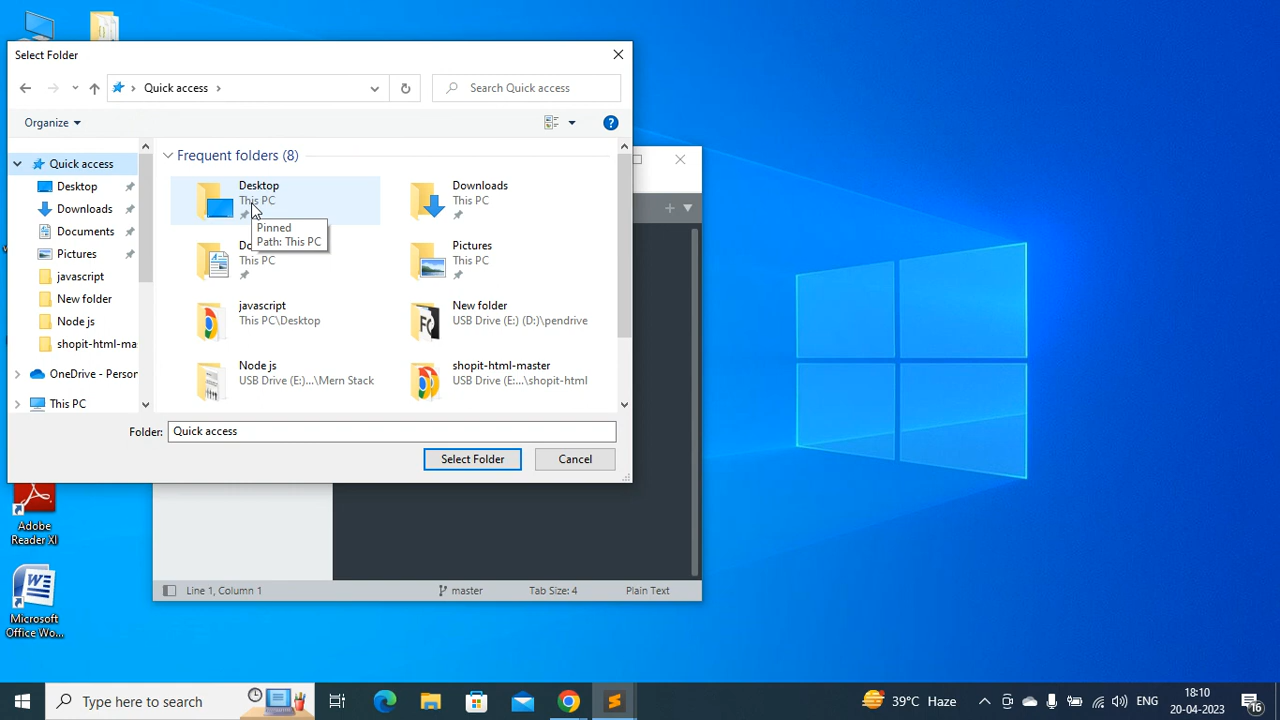 Select Folder
Quick access
Search Quick access
Organize
Quick access
Desktop
Downloads
Documents
Pictures
javascript
New folder
Node js
shopit-html-ma
OneDrive - Person
This PC
Frequent folders (8)
Desktop
This PC
Downloads
This PC
Pinned
Path: This PC
Do
This PC
Pictures
This PC
javascript
This PC\Desktop
New folder
USB Drive (E:) (D:)\pendrive
Node js
USB Drive (E:)...\Mern Stack
shopit-html-master
USB Drive (E:...\shopit-html
Folder:
Quick access
Select Folder
Cancel
Adobe
Reader XI
Microsoft
Office Wo...
Line 1, Column 1
master
Tab Size: 4
Plain Text
Type here to search
39°C Haze
ENG
18:10
20-04-2023
16